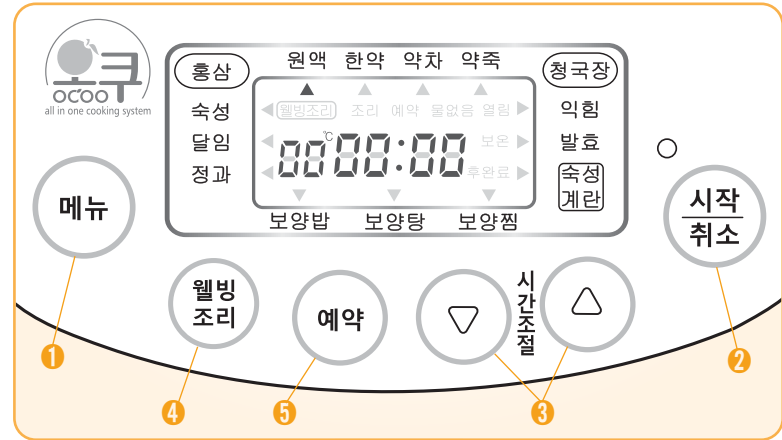 오쿠
ocoo
all in one cooking system
원액 한약 약차 약죽
홍삼
숙성
달임
정과
웰빙조리 조리 예약 물없음 열림
보온
00℃ 00:00
후완료
청국장
익힘
발효
숙성
계란
보양밥 보양탕 보양찜
메뉴
시작
취소
웰빙
조리
예약
시간조절
1
2
3
4
5